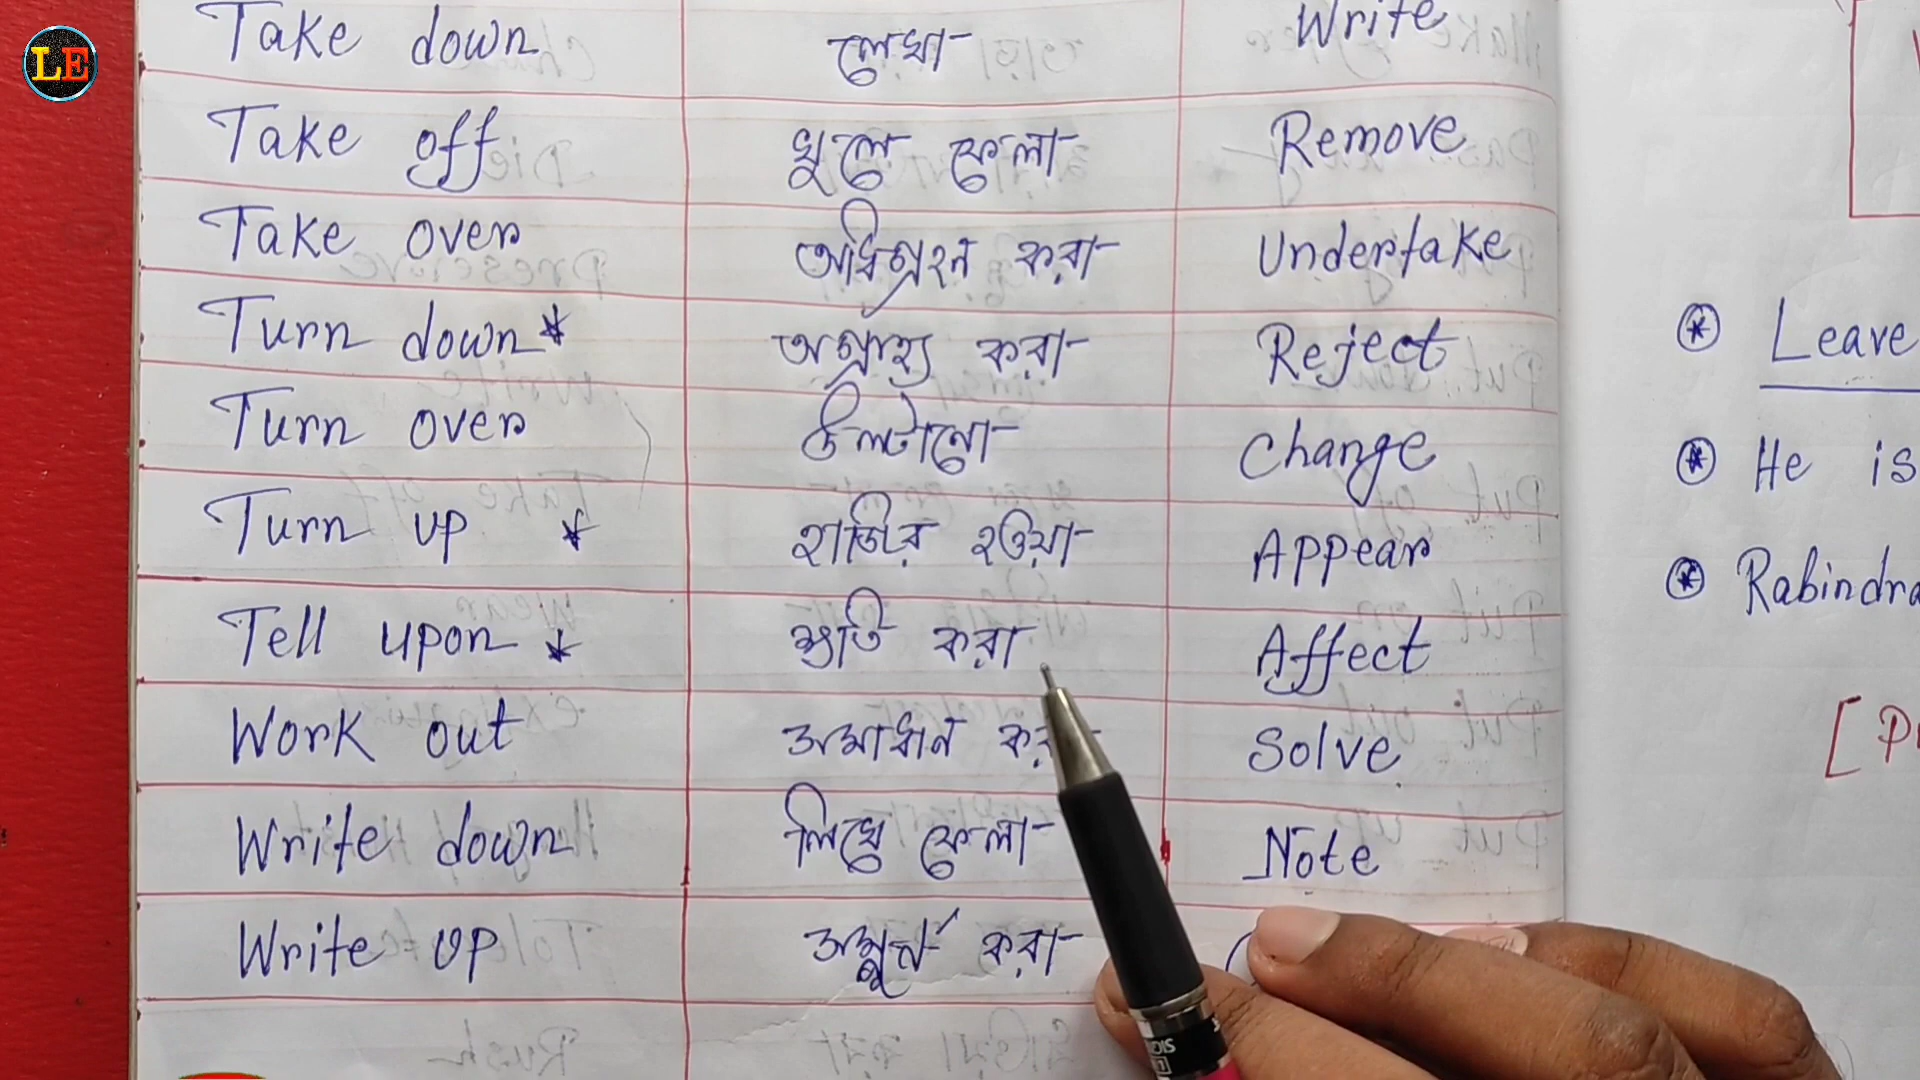 LE
Take down লেখা Write
Take off খুলে ফেলা Remove
Take over অধিগ্রহন করা Undertake
Turn down * অগ্রাহ্য করা Reject
Turn over উলটানো Change
Turn up * হাজির হওয়া Appear
Tell upon * ক্ষতি করা Affect
Work out সমাধান কর Solve
Write down লিখে ফেলা Note
Write up সম্পূর্ন করা
Leave
He is
Rabindra